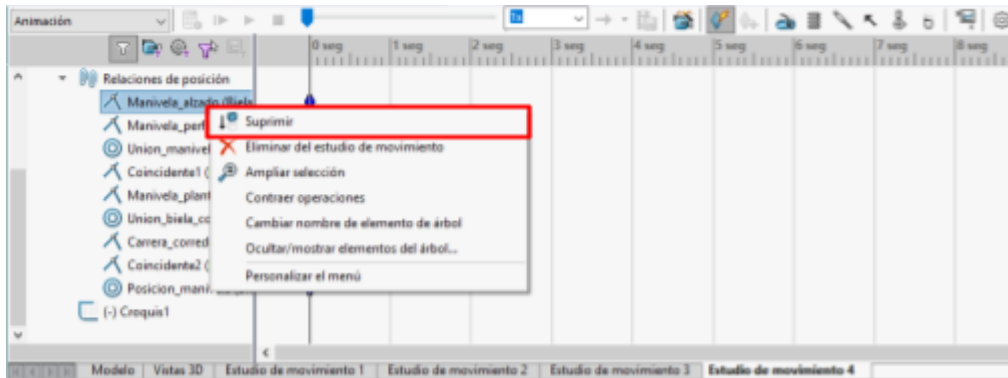 Animación
1x
0 seg 1 seg 2 seg 3 seg 4 seg 5 seg 6 seg 7 seg 8 seg
Relaciones de posición
Manivela_alzado (Biela
Manivela_perf
Union_manivel
Coincidente1 (
Manivela_plant
Union_biela_co
Carrera_corred
Coincidente2 (
Posicion_mani
(-) Croquis1
Suprimir
Eliminar del estudio de movimiento
Ampliar selección
Contraer operaciones
Cambiar nombre de elemento de árbol
Ocultar/mostrar elementos del árbol...
Personalizar el menú
Modelo Vistas 3D Estudio de movimiento 1 Estudio de movimiento 2 Estudio de movimiento 3 Estudio de movimiento 4